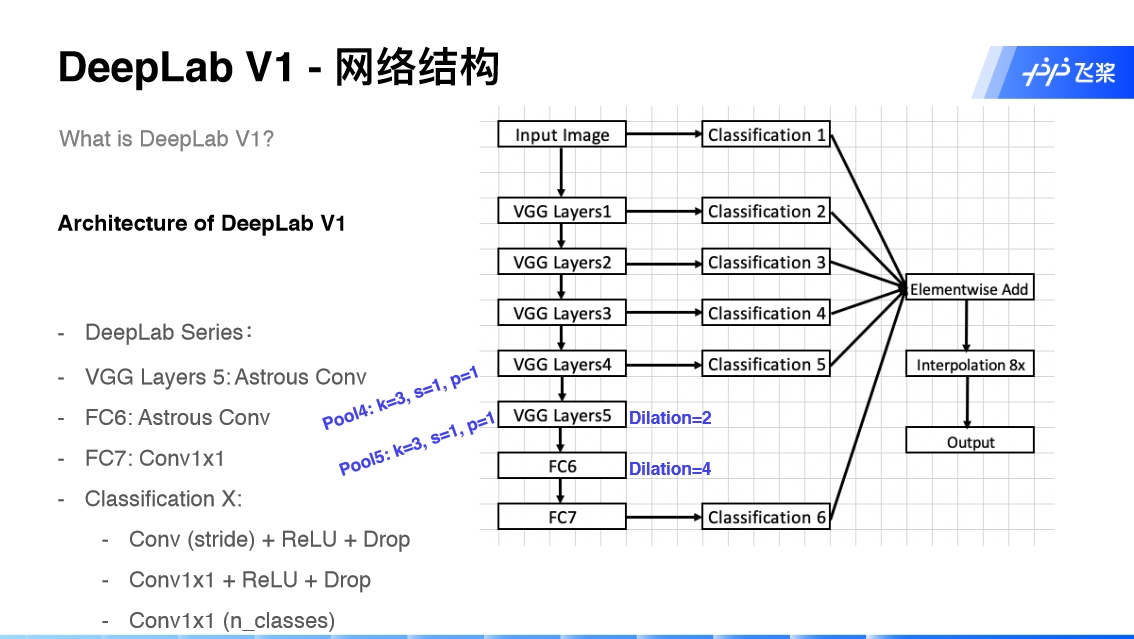 DeepLab V1 - 网络结构
飞桨
What is DeepLab V1?
Architecture of DeepLab V1
- DeepLab Series：
- VGG Layers 5: Astrous Conv
- FC6: Astrous Conv
- FC7: Conv1x1
- Classification X:
- Conv (stride) + ReLU + Drop
- Conv1x1 + ReLU + Drop
- Conv1x1 (n_classes)
Input Image
Classification 1
VGG Layers1
Classification 2
VGG Layers2
Classification 3
VGG Layers3
Classification 4
VGG Layers4
Classification 5
Pool4: k=3, s=1, p=1
VGG Layers5
Dilation=2
Pool5: k=3, s=1, p=1
FC6
Dilation=4
FC7
Classification 6
Elementwise Add
Interpolation 8x
Output